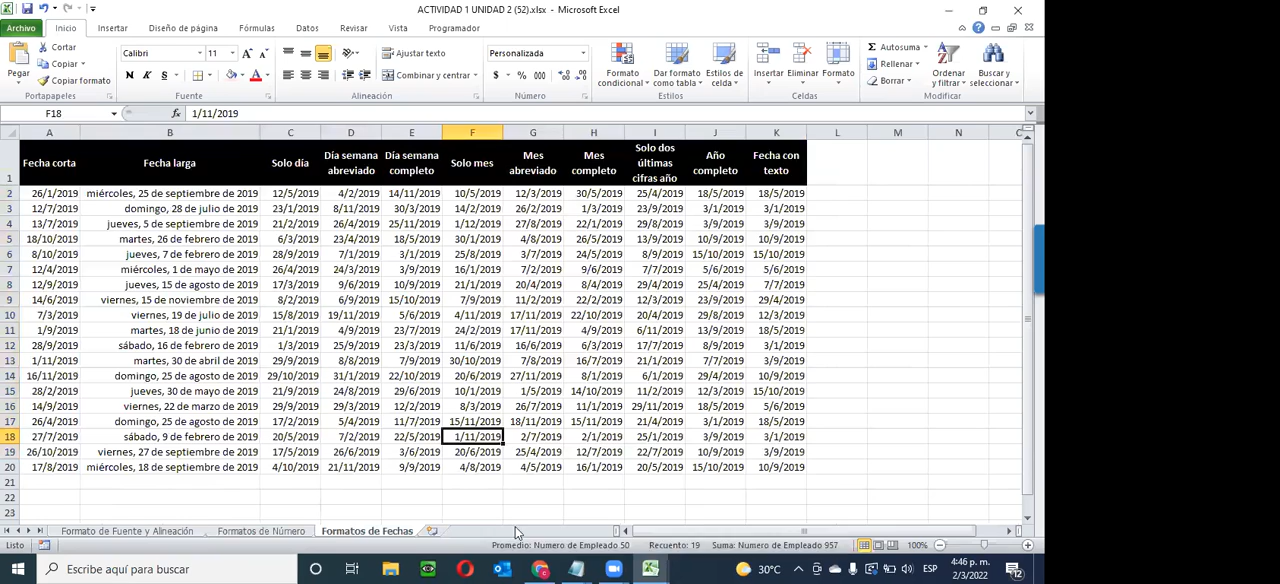 ACTIVIDAD 1 UNIDAD 2 (52).xlsx - Microsoft Excel
Archivo Inicio Insertar Diseño de página Fórmulas Datos Revisar Vista Programador
Cortar
Copiar
Copiar formato
Pegar
Portapapeles
Calibri 11
N K S
Fuente
Ajustar texto
Combinar y centrar
Alineación
Personalizada
$ % 000
Número
Formato condicional
Dar formato como tabla
Estilos de celda
Estilos
Insertar Eliminar Formato
Celdas
Autosuma
Rellenar
Borrar
Ordenar y filtrar
Buscar y seleccionar
Modificar
F18 fx 1/11/2019
A B C D E F G H I J K L M N
1 Fecha corta Fecha larga Solo día Día semana abreviado Día semana completo Solo mes Mes abreviado Mes completo Solo dos últimas cifras año Año completo Fecha con texto
2 26/1/2019 miércoles, 25 de septiembre de 2019 12/5/2019 4/2/2019 14/11/2019 10/5/2019 12/3/2019 30/5/2019 25/4/2019 18/5/2019 18/5/2019
3 12/7/2019 domingo, 28 de julio de 2019 23/1/2019 8/11/2019 30/3/2019 14/2/2019 26/2/2019 1/3/2019 23/9/2019 3/1/2019 3/1/2019
4 13/7/2019 jueves, 5 de septiembre de 2019 21/2/2019 26/4/2019 25/11/2019 1/12/2019 27/8/2019 22/1/2019 29/8/2019 3/9/2019 3/9/2019
5 18/10/2019 martes, 26 de febrero de 2019 6/3/2019 23/4/2019 18/5/2019 30/1/2019 4/8/2019 26/5/2019 13/9/2019 10/9/2019 10/9/2019
6 8/10/2019 jueves, 7 de febrero de 2019 28/9/2019 7/1/2019 3/1/2019 25/8/2019 3/7/2019 24/5/2019 8/9/2019 15/10/2019 15/10/2019
7 12/4/2019 miércoles, 1 de mayo de 2019 26/4/2019 24/3/2019 3/9/2019 16/1/2019 7/2/2019 9/6/2019 7/7/2019 5/6/2019 5/6/2019
8 12/9/2019 jueves, 15 de agosto de 2019 17/3/2019 9/6/2019 10/9/2019 21/1/2019 20/4/2019 8/4/2019 29/4/2019 25/4/2019 7/7/2019
9 14/6/2019 viernes, 15 de noviembre de 2019 8/2/2019 6/9/2019 15/10/2019 7/9/2019 11/2/2019 22/2/2019 12/3/2019 23/9/2019 29/4/2019
10 7/3/2019 viernes, 19 de julio de 2019 15/8/2019 19/11/2019 5/6/2019 4/11/2019 17/11/2019 22/10/2019 20/4/2019 29/8/2019 12/3/2019
11 1/9/2019 martes, 18 de junio de 2019 21/1/2019 4/9/2019 23/7/2019 24/2/2019 17/11/2019 4/9/2019 6/11/2019 13/9/2019 18/5/2019
12 28/9/2019 sábado, 16 de febrero de 2019 1/3/2019 25/9/2019 23/3/2019 11/6/2019 16/6/2019 6/3/2019 17/7/2019 8/9/2019 3/1/2019
13 1/11/2019 martes, 30 de abril de 2019 29/9/2019 8/8/2019 7/9/2019 30/10/2019 7/8/2019 16/7/2019 21/1/2019 7/7/2019 3/9/2019
14 16/11/2019 domingo, 25 de agosto de 2019 29/10/2019 31/1/2019 22/10/2019 20/6/2019 27/11/2019 8/1/2019 6/1/2019 29/4/2019 10/9/2019
15 28/2/2019 jueves, 30 de mayo de 2019 21/9/2019 24/8/2019 29/6/2019 10/1/2019 1/5/2019 14/10/2019 11/2/2019 12/3/2019 15/10/2019
16 14/9/2019 viernes, 22 de marzo de 2019 29/9/2019 29/3/2019 12/2/2019 8/3/2019 26/7/2019 11/1/2019 29/11/2019 18/5/2019 5/6/2019
17 26/4/2019 domingo, 25 de agosto de 2019 17/2/2019 5/4/2019 11/7/2019 15/11/2019 18/11/2019 15/11/2019 21/4/2019 3/1/2019 18/5/2019
18 27/7/2019 sábado, 9 de febrero de 2019 20/5/2019 7/2/2019 22/5/2019 1/11/2019 2/7/2019 2/1/2019 25/1/2019 3/9/2019 3/1/2019
19 26/10/2019 viernes, 27 de septiembre de 2019 17/5/2019 26/6/2019 3/6/2019 20/6/2019 25/4/2019 12/7/2019 22/7/2019 10/9/2019 3/9/2019
20 17/8/2019 miércoles, 18 de septiembre de 2019 4/10/2019 21/11/2019 9/9/2019 4/8/2019 4/5/2019 16/1/2019 20/5/2019 15/10/2019 10/9/2019
21
22
23
Formato de Fuente y Alineación Formatos de Número Formatos de Fechas
Listo Promedio: Numero de Empleado 50 Recuento: 19 Suma: Numero de Empleado 957 100%
Escribe aquí para buscar 30°C ESP 4:46 p. m.
2/3/2022 12